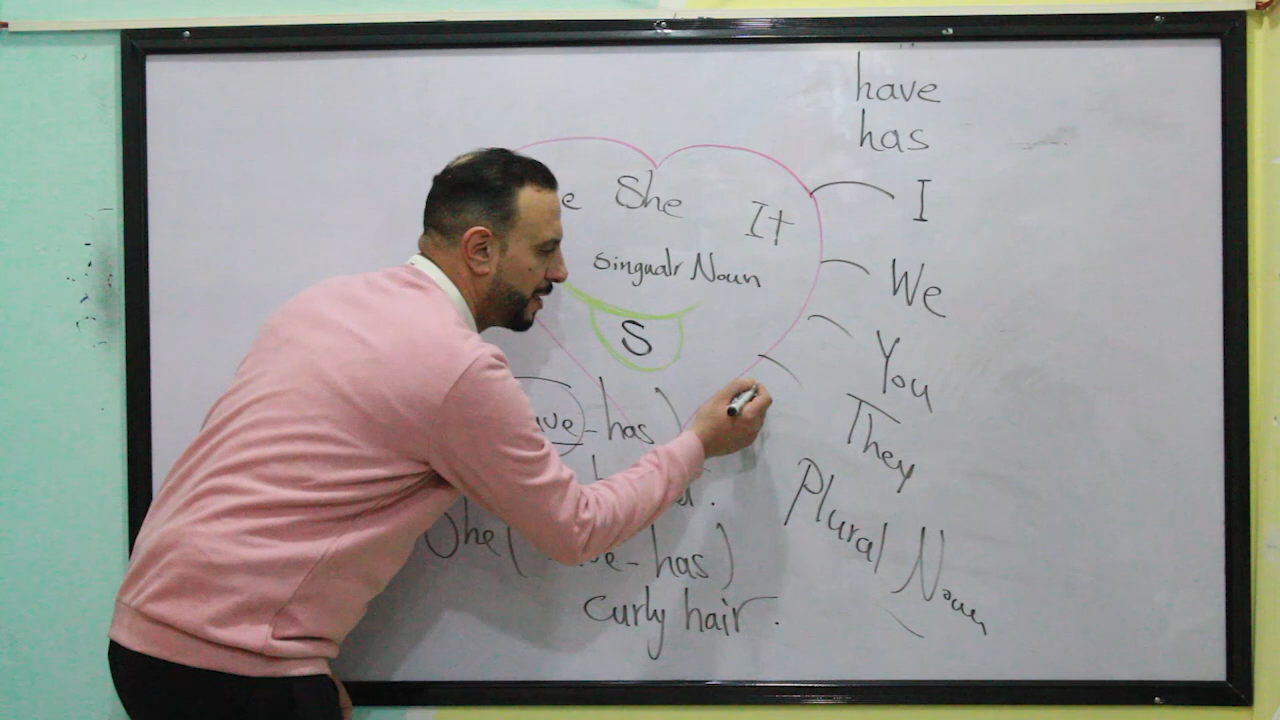 have
has
She It
I
singualr Noun
We
S
You
They
-has)
Plural Noun
She ( -has)
curly hair.